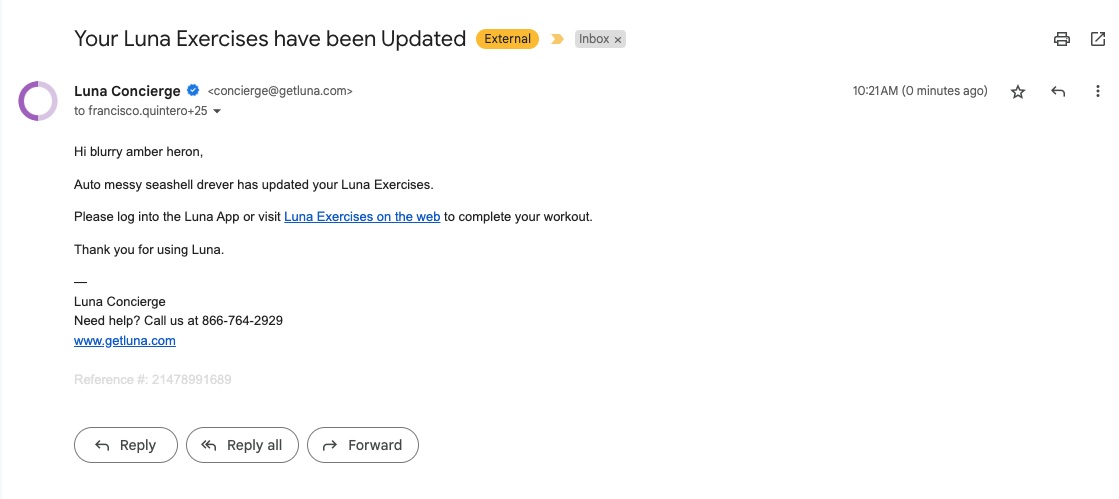 Your Luna Exercises have been Updated External Inbox ×
Luna Concierge <concierge@getluna.com> 10:21 AM (0 minutes ago)
to francisco.quintero+25
Hi blurry amber heron,
Auto messy seashell drever has updated your Luna Exercises.
Please log into the Luna App or visit Luna Exercises on the web to complete your workout.
Thank you for using Luna.
—
Luna Concierge
Need help? Call us at 866-764-2929
www.getluna.com
Reference #: 21478991689
Reply Reply all Forward